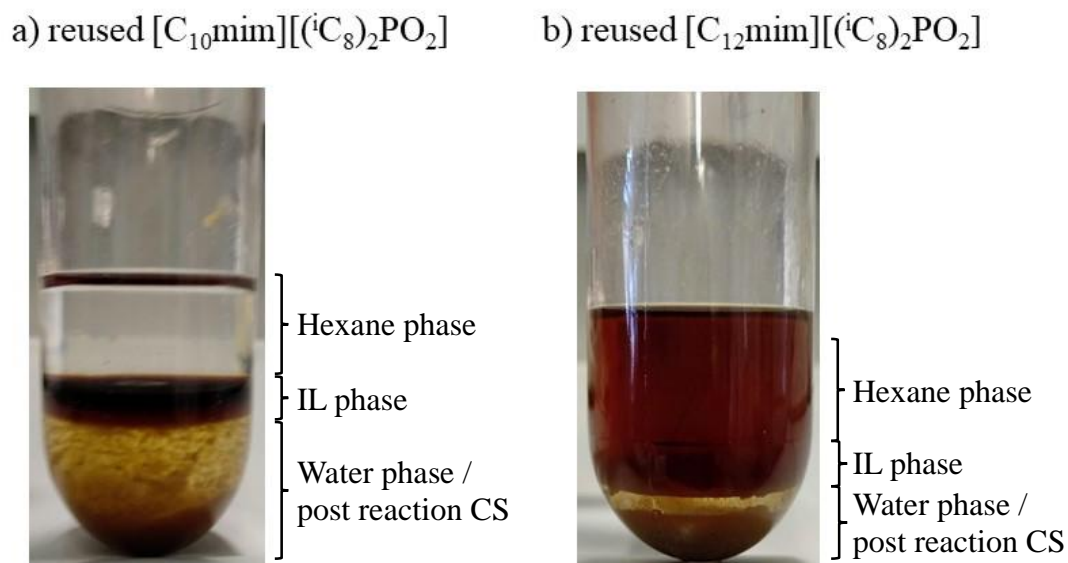 a) reused [C₁₀mim][(ⁱC₈)₂PO₂]
b) reused [C₁₂mim][(ⁱC₈)₂PO₂]
Hexane phase
IL phase
Water phase /
post reaction CS
Hexane phase
IL phase
Water phase /
post reaction CS